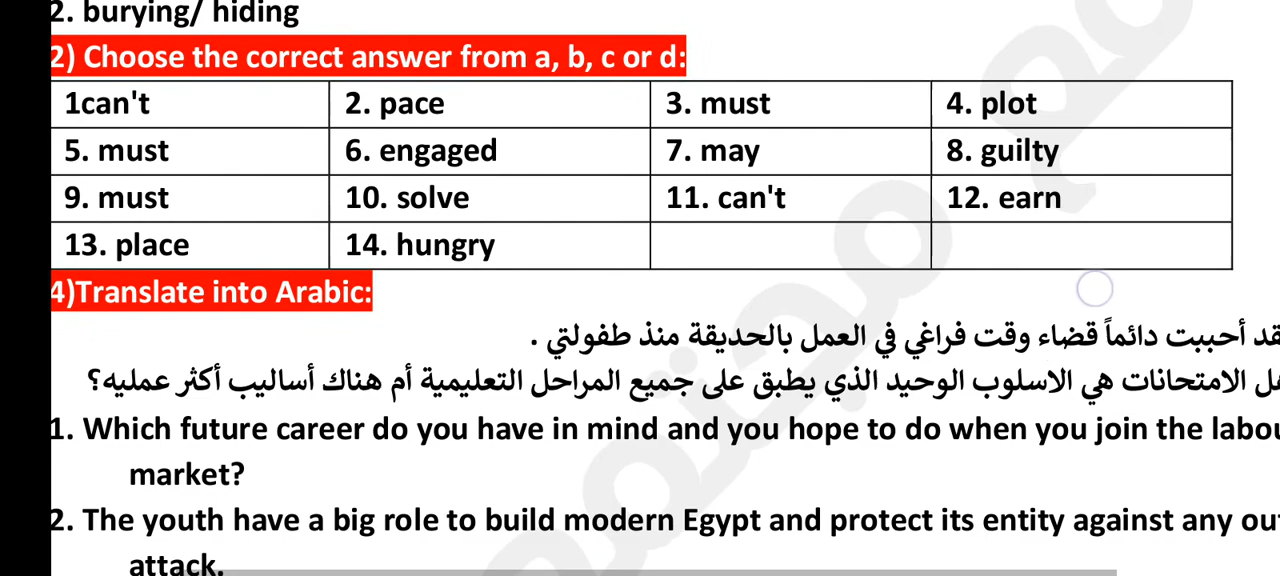 2. burying/ hiding
2) Choose the correct answer from a, b, c or d:
1can't 2. pace 3. must 4. plot
5. must 6. engaged 7. may 8. guilty
9. must 10. solve 11. can't 12. earn
13. place 14. hungry
4)Translate into Arabic:
أحببت دائماً قضاء وقت فراغي في العمل بالحديقة منذ طفولتي .
الامتحانات هي الاسلوب الوحيد الذي يطبق على جميع المراحل التعليمية أم هناك أساليب أكثر عمليه؟
1. Which future career do you have in mind and you hope to do when you join the
market?
2. The youth have a big role to build modern Egypt and protect its entity against any
attack.